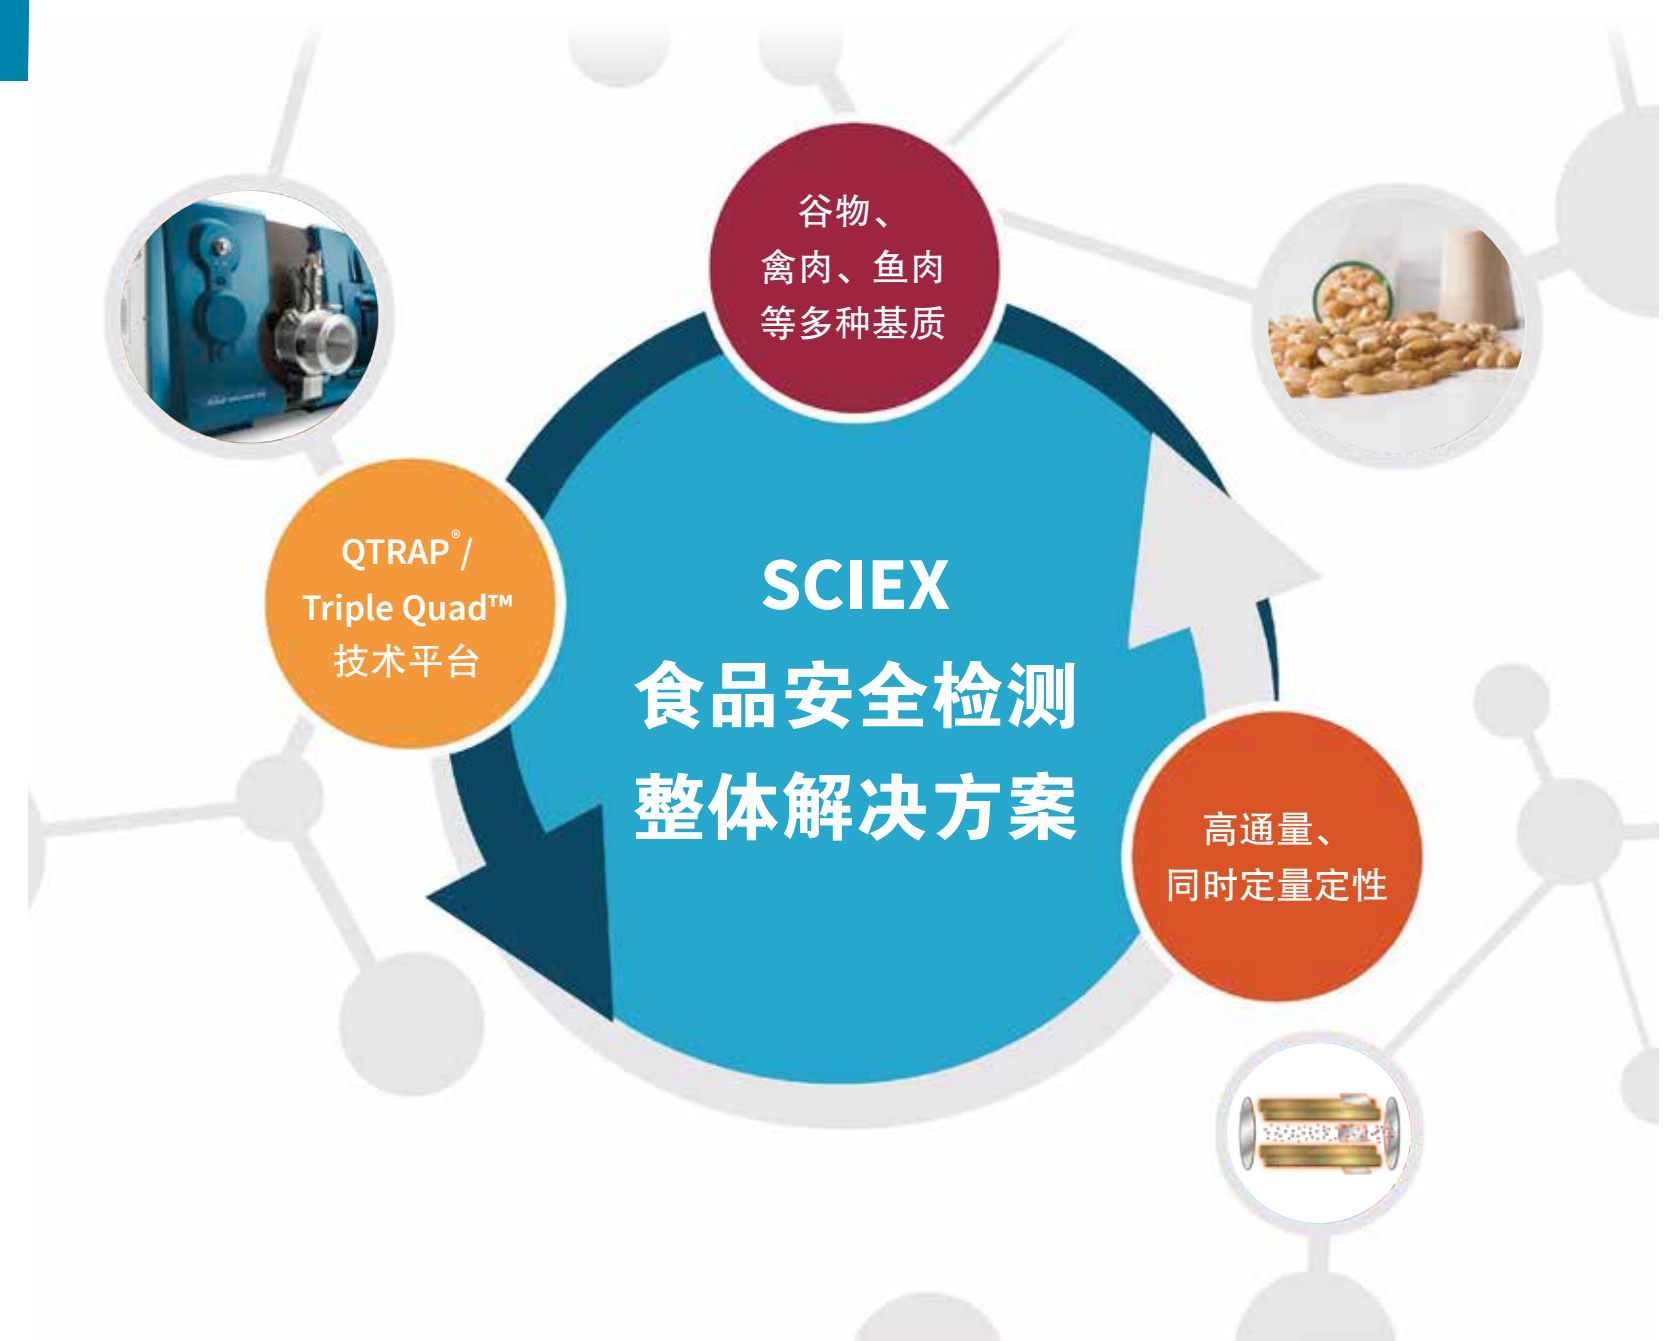 谷物、
禽肉、鱼肉
等多种基质
QTRAP®/
Triple Quad™
技术平台
SCIEX
食品安全检测
整体解决方案
高通量、
同时定量定性